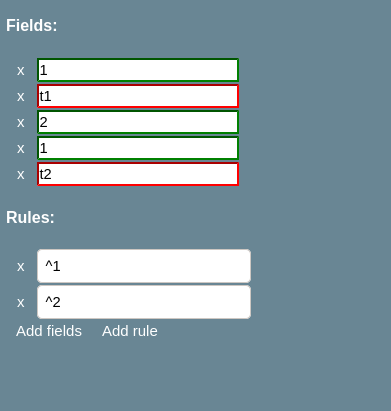 Fields:
x 1
x t1
x 2
x 1
x t2
Rules:
x ^1
x ^2
Add fields Add rule